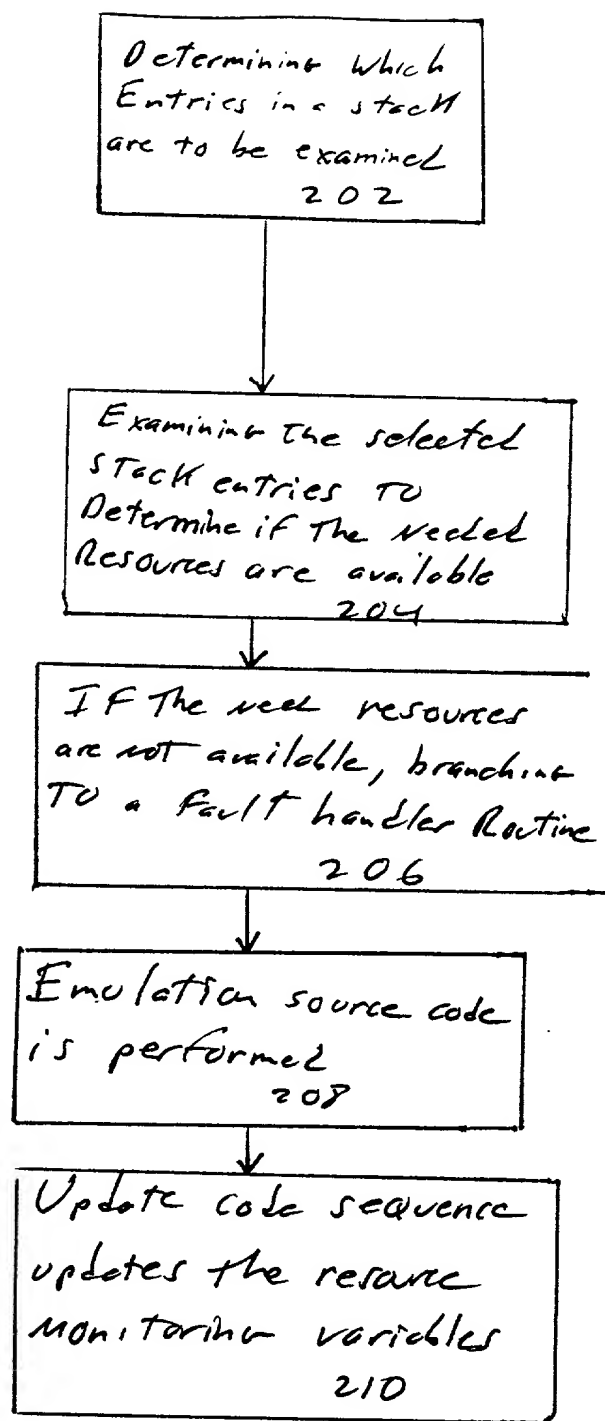 Determining which
Entries in a stack
are to be examined
202
Examining the selected
stack entries to
Determine if the needed
Resources are available
204
IF The need resources
are not available, branching
TO a fault handler Routine
206
Emulation source code
is performed
208
Update code sequence
updates the resource
monitoring variables
210